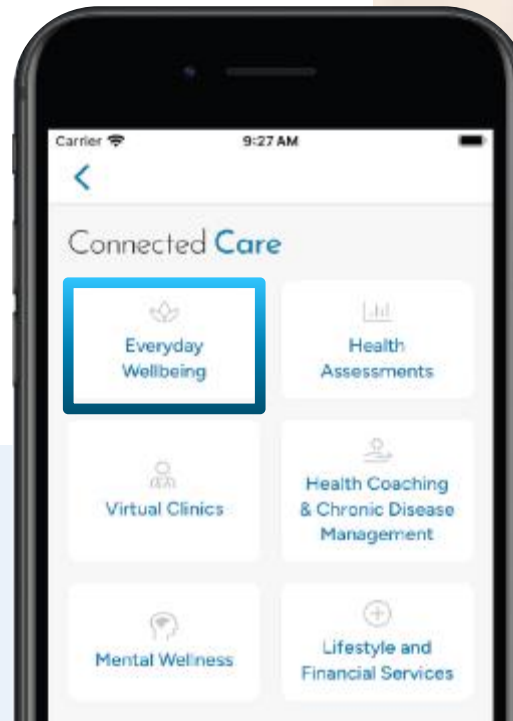 Carrier 9:27 AM
Connected Care
Everyday
Wellbeing
Health
Assessments
Virtual Clinics
Health Coaching
& Chronic Disease
Management
Mental Wellness
Lifestyle and
Financial Services